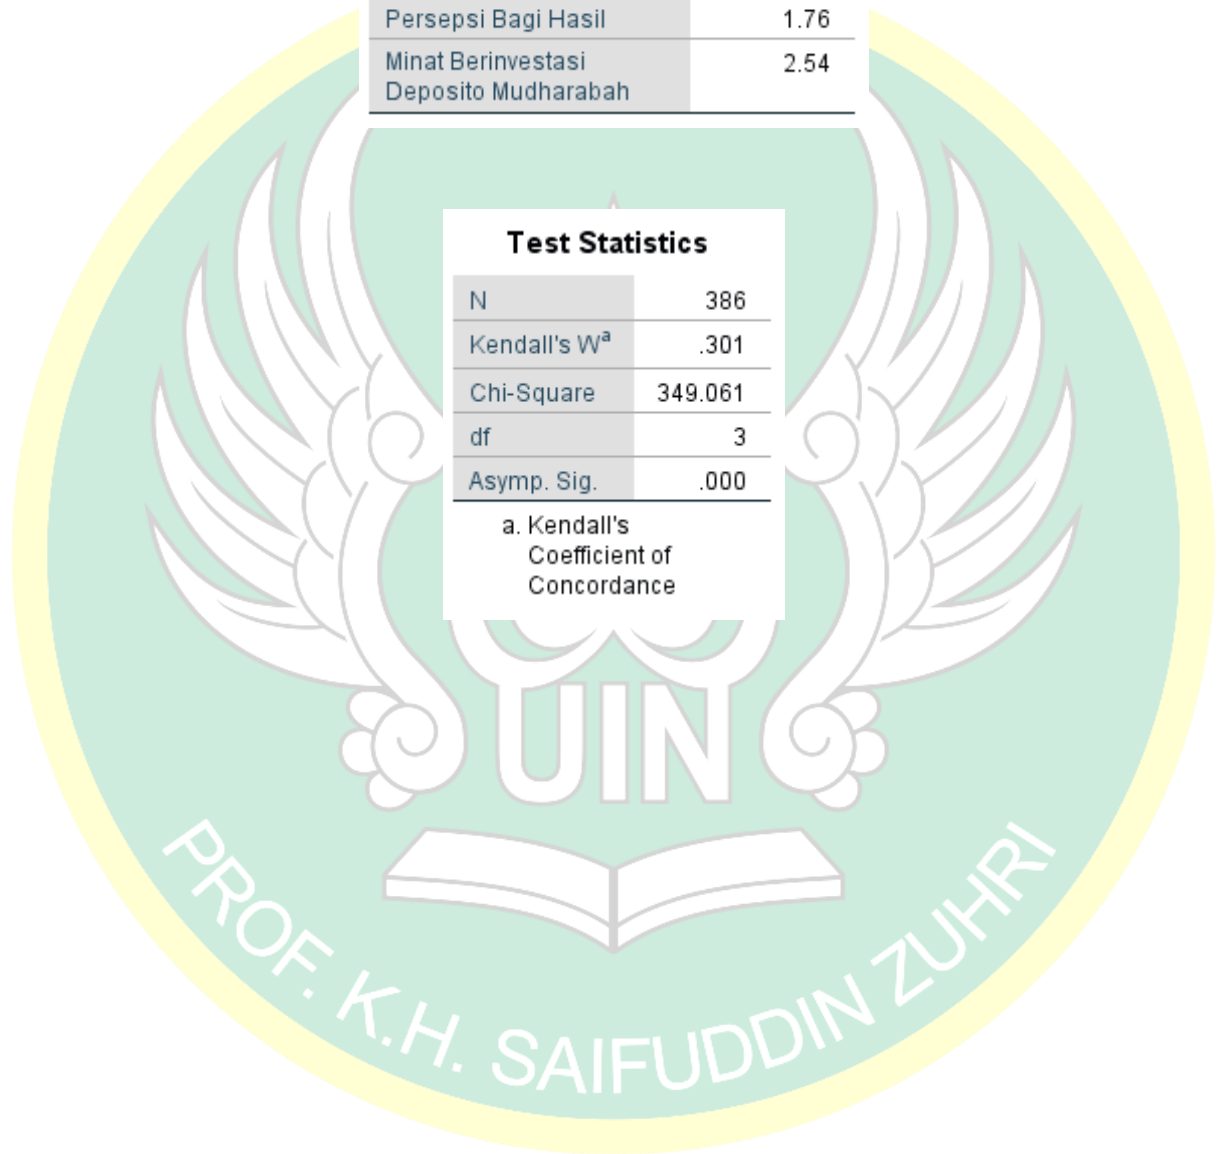 Persepsi Bagi Hasil 1.76
Minat Berinvestasi 2.54
Deposito Mudharabah
Test Statistics
N 386
Kendall's Wa .301
Chi-Square 349.061
df 3
Asymp. Sig. .000
a. Kendall's
Coefficient of
Concordance
UIN
PROF. K.H. SAIFUDDIN ZUHRI